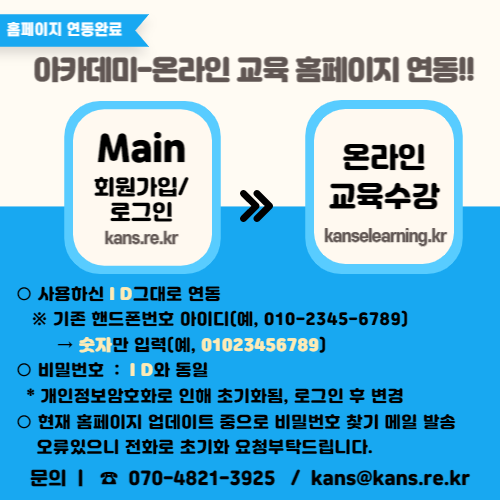 홈페이지 연동완료
아카데미-온라인 교육 홈페이지 연동!!
Main
회원가입/
로그인
kans.re.kr
»
온라인
교육수강
kanselearning.kr
○ 사용하신 I D그대로 연동
※ 기존 핸드폰번호 아이디(예, 010-2345-6789)
→ 숫자만 입력(예, 01023456789)
○ 비밀번호 : I D와 동일
* 개인정보암호화로 인해 초기화됨, 로그인 후 변경
○ 현재 홈페이지 업데이트 중으로 비밀번호 찾기 메일 발송
오류있으니 전화로 초기화 요청부탁드립니다.
문의 | ☎ 070-4821-3925 / kans@kans.re.kr